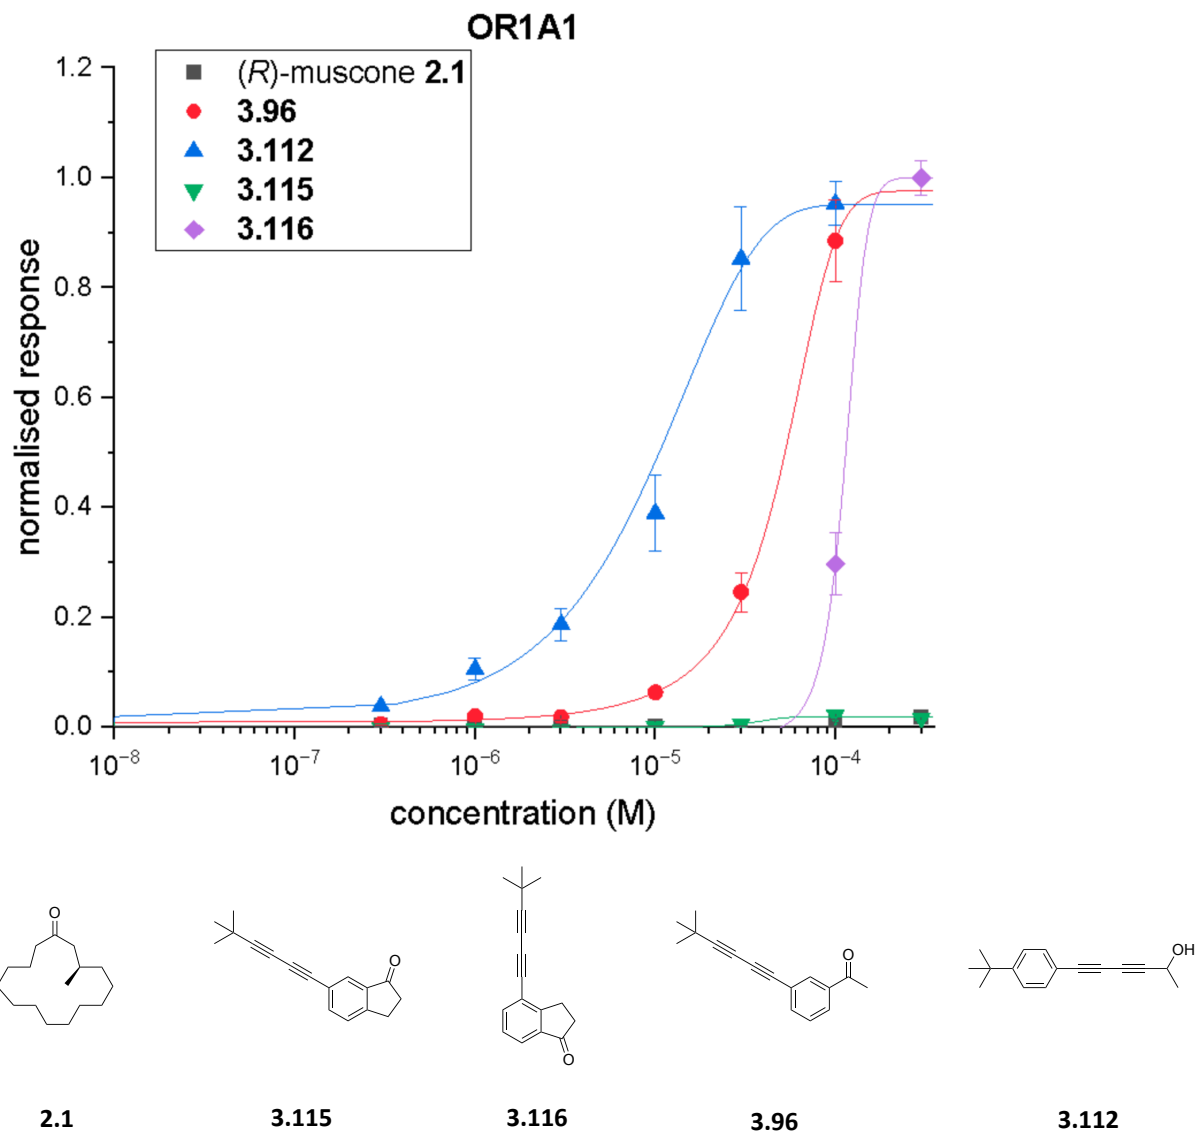 OR1A1
(R)-muscone 2.1
3.96
3.112
3.115
3.116
normalised response
1.2
1.0
0.8
0.6
0.4
0.2
0.0
10⁻⁸ 10⁻⁷ 10⁻⁶ 10⁻⁵ 10⁻⁴
concentration (M)
O
O
O
O
OH
2.1 3.115 3.116 3.96 3.112